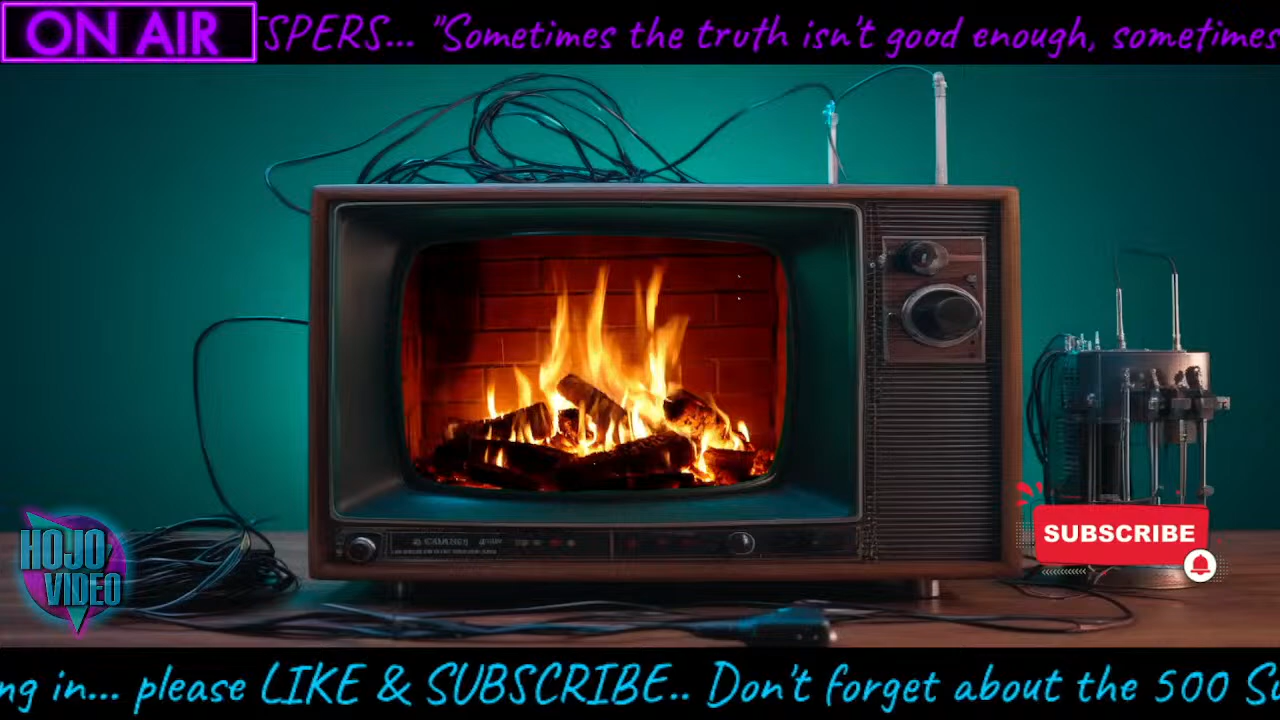 ON AIR
SPERS... "Sometimes the truth isn't good enough, sometimes
HOJO
VIDEO
SUBSCRIBE
ng in... please LIKE & SUBSCRIBE.. Don't forget about the 500 Su